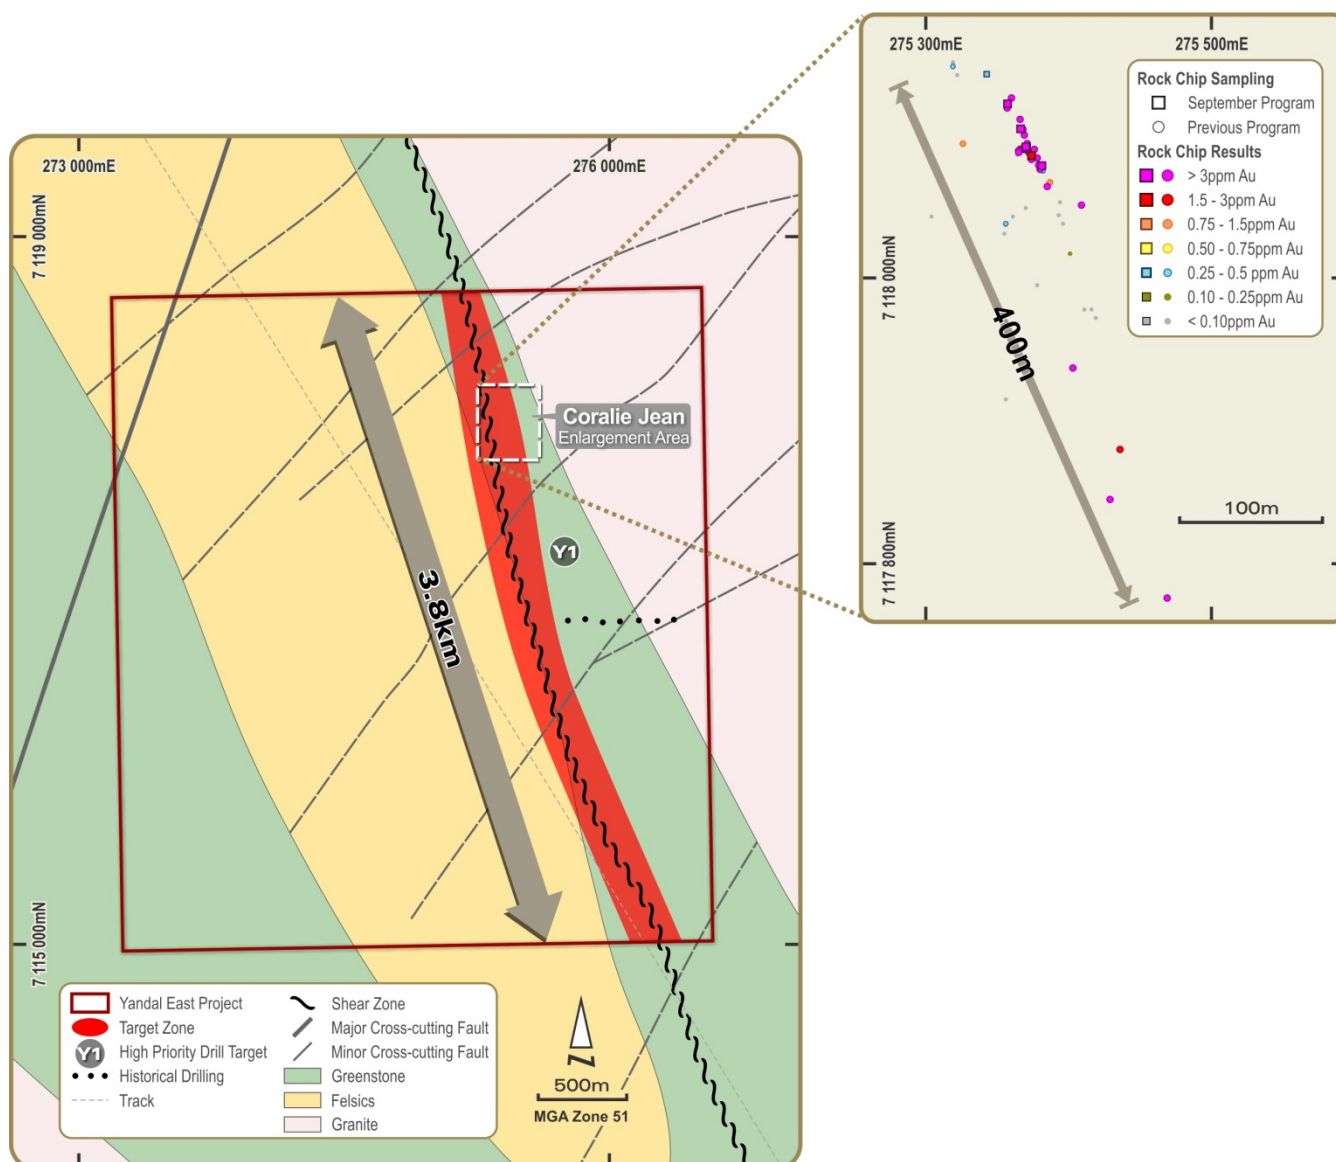 273 000mE
276 000mE
7 119 000mN
7 115 000mN
3.8km
Coralie Jean
Enlargement Area
Y1
Yandal East Project
Target Zone
Y1
High Priority Drill Target
Historical Drilling
Track
Shear Zone
Major Cross-cutting Fault
Minor Cross-cutting Fault
Greenstone
Felsics
Granite
N
500m
MGA Zone 51
275 300mE
275 500mE
7 118 000mN
7 117 800mN
400m
100m
Rock Chip Sampling
September Program
Previous Program
Rock Chip Results
> 3ppm Au
1.5 - 3ppm Au
0.75 - 1.5ppm Au
0.50 - 0.75ppm Au
0.25 - 0.5 ppm Au
0.10 - 0.25ppm Au
< 0.10ppm Au